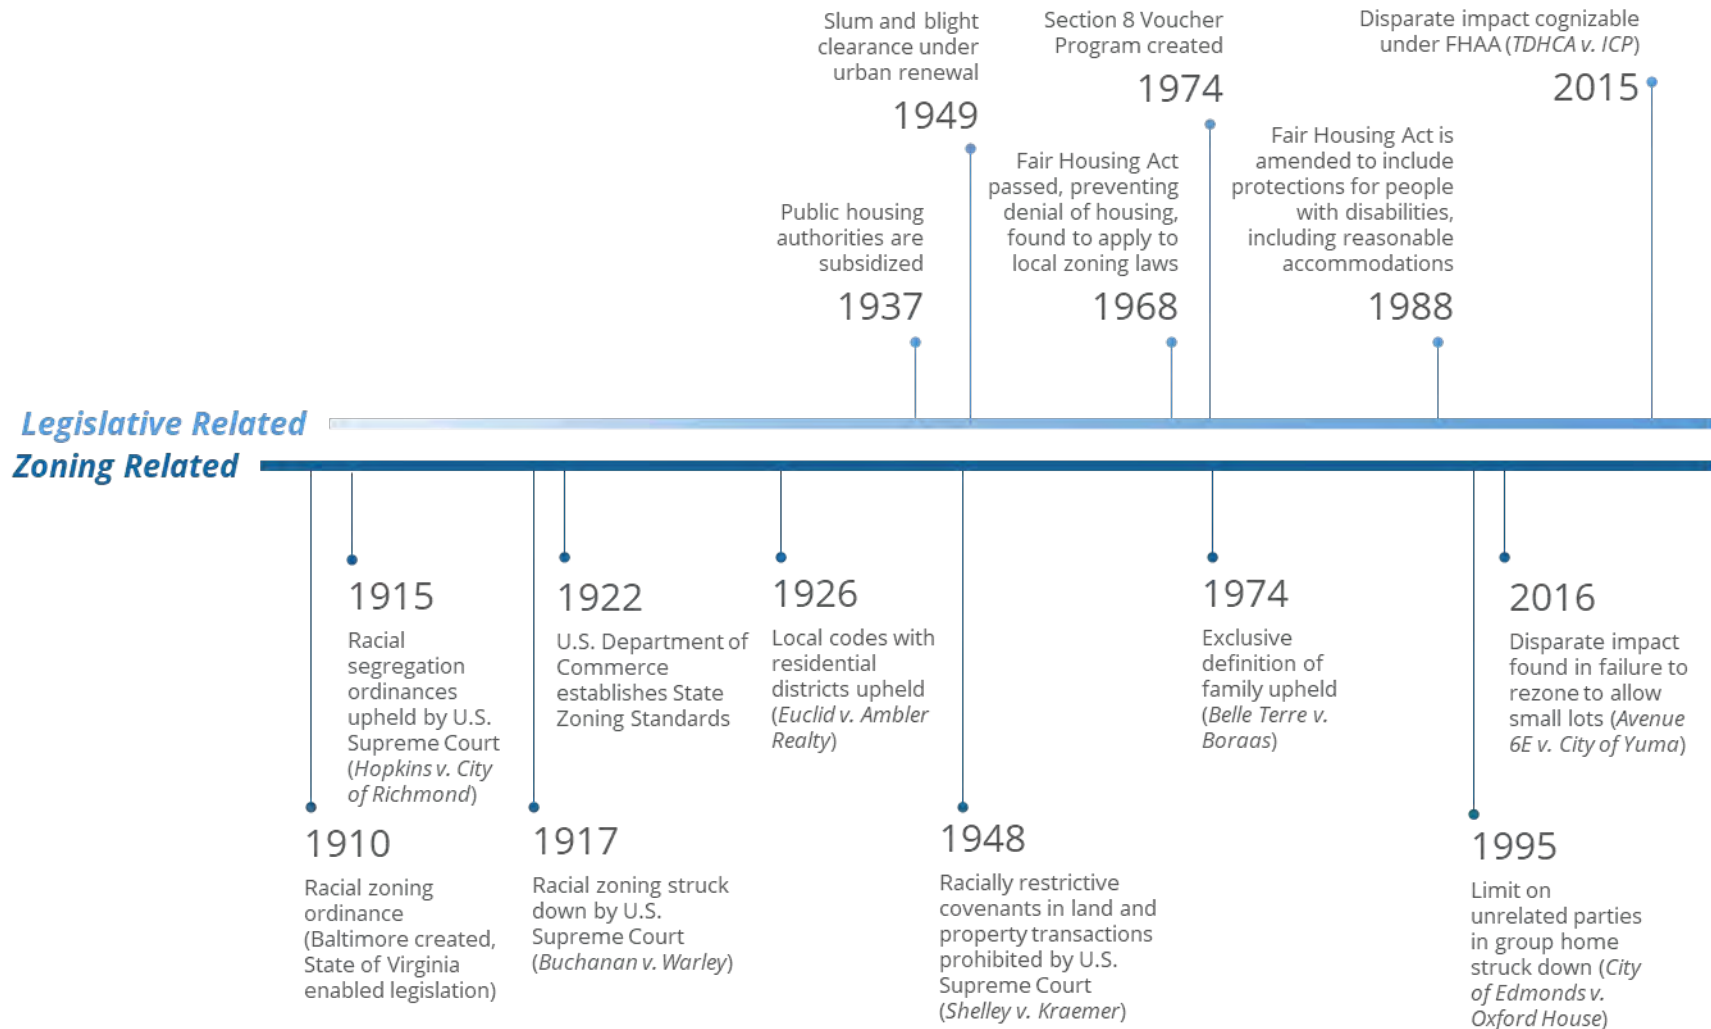 Slum and blight
clearance under
urban renewal
1949
Section 8 Voucher
Program created
1974
Disparate impact cognizable
under FHAA (TDHCA v. ICP)
2015
Public housing
authorities are
subsidized
1937
Fair Housing Act
passed, preventing
denial of housing,
found to apply to
local zoning laws
1968
Fair Housing Act is
amended to include
protections for people
with disabilities,
including reasonable
accommodations
1988
Legislative Related
Zoning Related
1915
Racial
segregation
ordinances
upheld by U.S.
Supreme Court
(Hopkins v. City
of Richmond)
1922
U.S. Department of
Commerce
establishes State
Zoning Standards
1926
Local codes with
residential
districts upheld
(Euclid v. Ambler
Realty)
1974
Exclusive
definition of
family upheld
(Belle Terre v.
Boraas)
2016
Disparate impact
found in failure to
rezone to allow
small lots (Avenue
6E v. City of Yuma)
1910
Racial zoning
ordinance
(Baltimore created,
State of Virginia
enabled legislation)
1917
Racial zoning struck
down by U.S.
Supreme Court
(Buchanan v. Warley)
1948
Racially restrictive
covenants in land and
property transactions
prohibited by U.S.
Supreme Court
(Shelley v. Kraemer)
1995
Limit on
unrelated parties
in group home
struck down (City
of Edmonds v.
Oxford House)